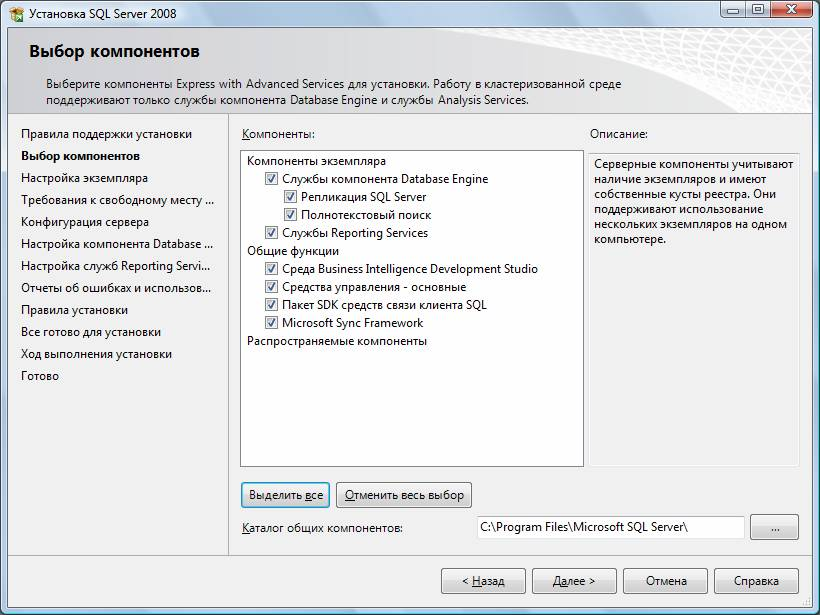 Установка SQL Server 2008
Выбор компонентов
Выберите компоненты Express with Advanced Services для установки. Работу в кластеризованной среде
поддерживают только службы компонента Database Engine и службы Analysis Services.
Правила поддержки установки
Выбор компонентов
Настройка экземпляра
Требования к свободному месту ...
Конфигурация сервера
Настройка компонента Database ...
Настройка служб Reporting Servi...
Отчеты об ошибках и использов...
Правила установки
Все готово для установки
Ход выполнения установки
Готово
Компоненты:
Компоненты экземпляра
Службы компонента Database Engine
Репликация SQL Server
Полнотекстовый поиск
Службы Reporting Services
Общие функции
Среда Business Intelligence Development Studio
Средства управления - основные
Пакет SDK средств связи клиента SQL
Microsoft Sync Framework
Распространяемые компоненты
Описание:
Серверные компоненты учитывают
наличие экземпляров и имеют
собственные кусты реестра. Они
поддерживают использование
нескольких экземпляров на одном
компьютере.
Выделить все
Отменить весь выбор
Каталог общих компонентов:
C:\Program Files\Microsoft SQL Server\
...
< Назад
Далее >
Отмена
Справка